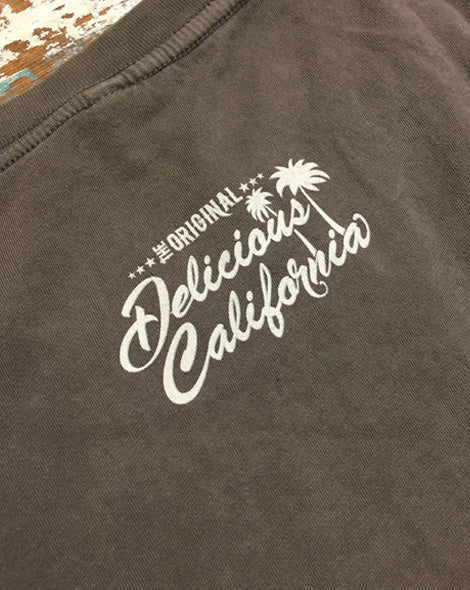 THE ORIGINAL
Delicious
California